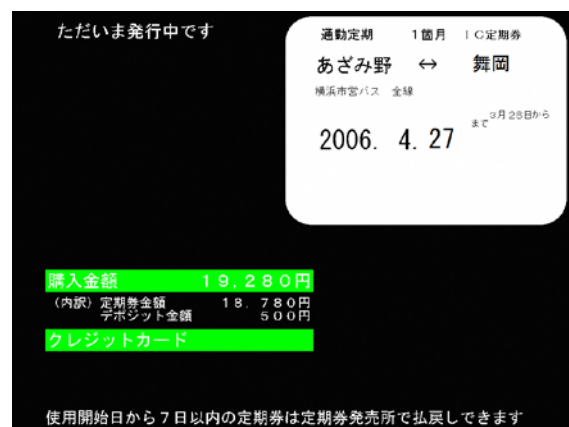 ただいま発行中です
通勤定期 1箇月 IC定期券
あざみ野 ↔ 舞岡
横浜市営バス 全線
3月28日から
2006. 4. 27 まで
購入金額 19,280円
(内訳) 定期券金額 18.780円
デポジット金額 500円
クレジットカード
使用開始日から7日以内の定期券は定期券発売所で払戻しできます